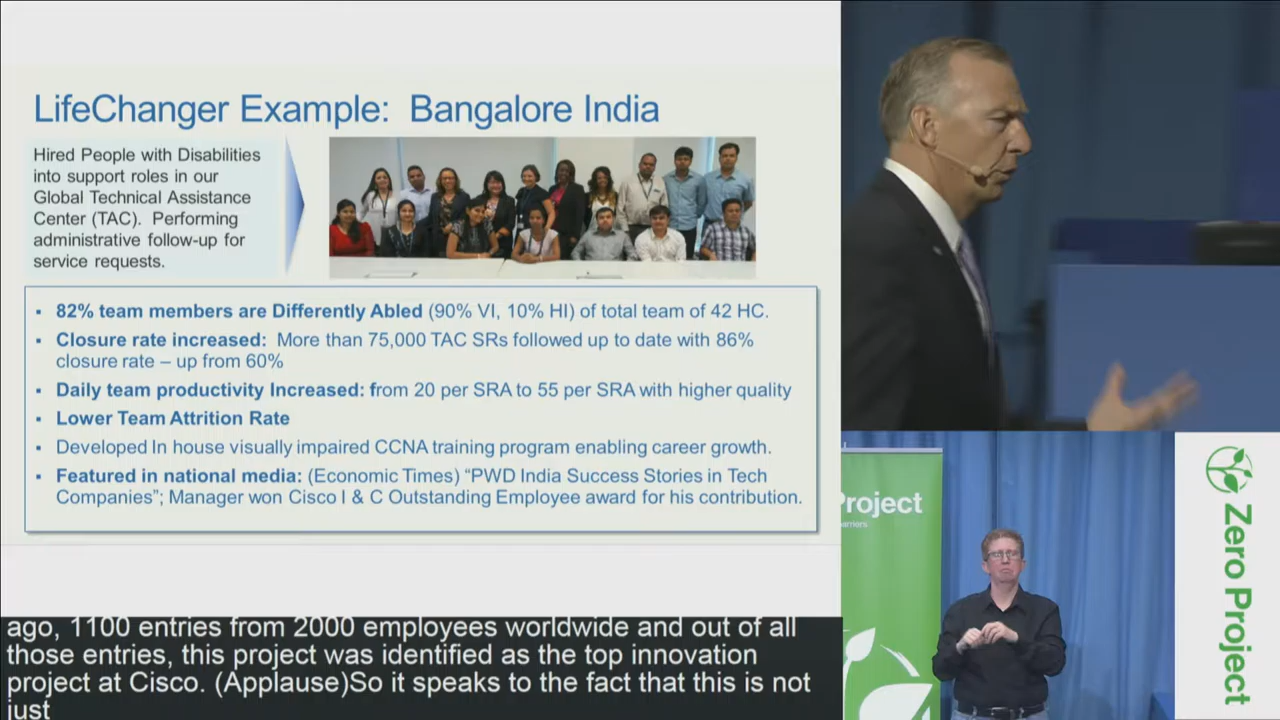 LifeChanger Example: Bangalore India
Hired People with Disabilities
into support roles in our
Global Technical Assistance
Center (TAC). Performing
administrative follow-up for
service requests.
▪ 82% team members are Differently Abled (90% VI, 10% HI) of total team of 42 HC.
▪ Closure rate increased: More than 75,000 TAC SRs followed up to date with 86%
closure rate – up from 60%
▪ Daily team productivity Increased: from 20 per SRA to 55 per SRA with higher quality
▪ Lower Team Attrition Rate
▪ Developed In house visually impaired CCNA training program enabling career growth.
▪ Featured in national media: (Economic Times) “PWD India Success Stories in Tech
Companies”; Manager won Cisco I & C Outstanding Employee award for his contribution.
ago, 1100 entries from 2000 employees worldwide and out of all
those entries, this project was identified as the top innovation
project at Cisco. (Applause)So it speaks to the fact that this is not
just
Project
barriers
Zero Project